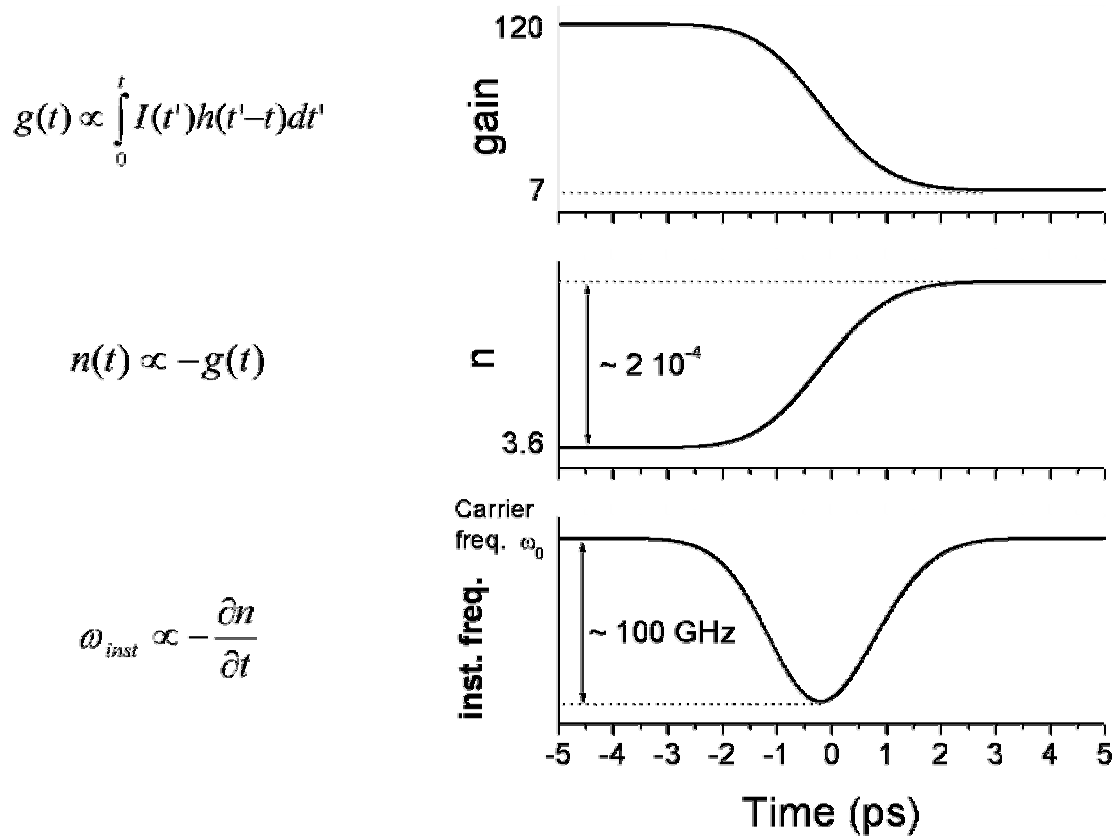 g(t) ∝ ∫₀ᵗ I(t')h(t'−t)dt'
120
gain
7
n(t) ∝ −g(t)
n
~ 2 10⁻⁴
3.6
Carrier
freq. ω₀
inst. freq.
~ 100 GHz
ω_inst ∝ − ∂n/∂t
-5 -4 -3 -2 -1 0 1 2 3 4 5
Time (ps)